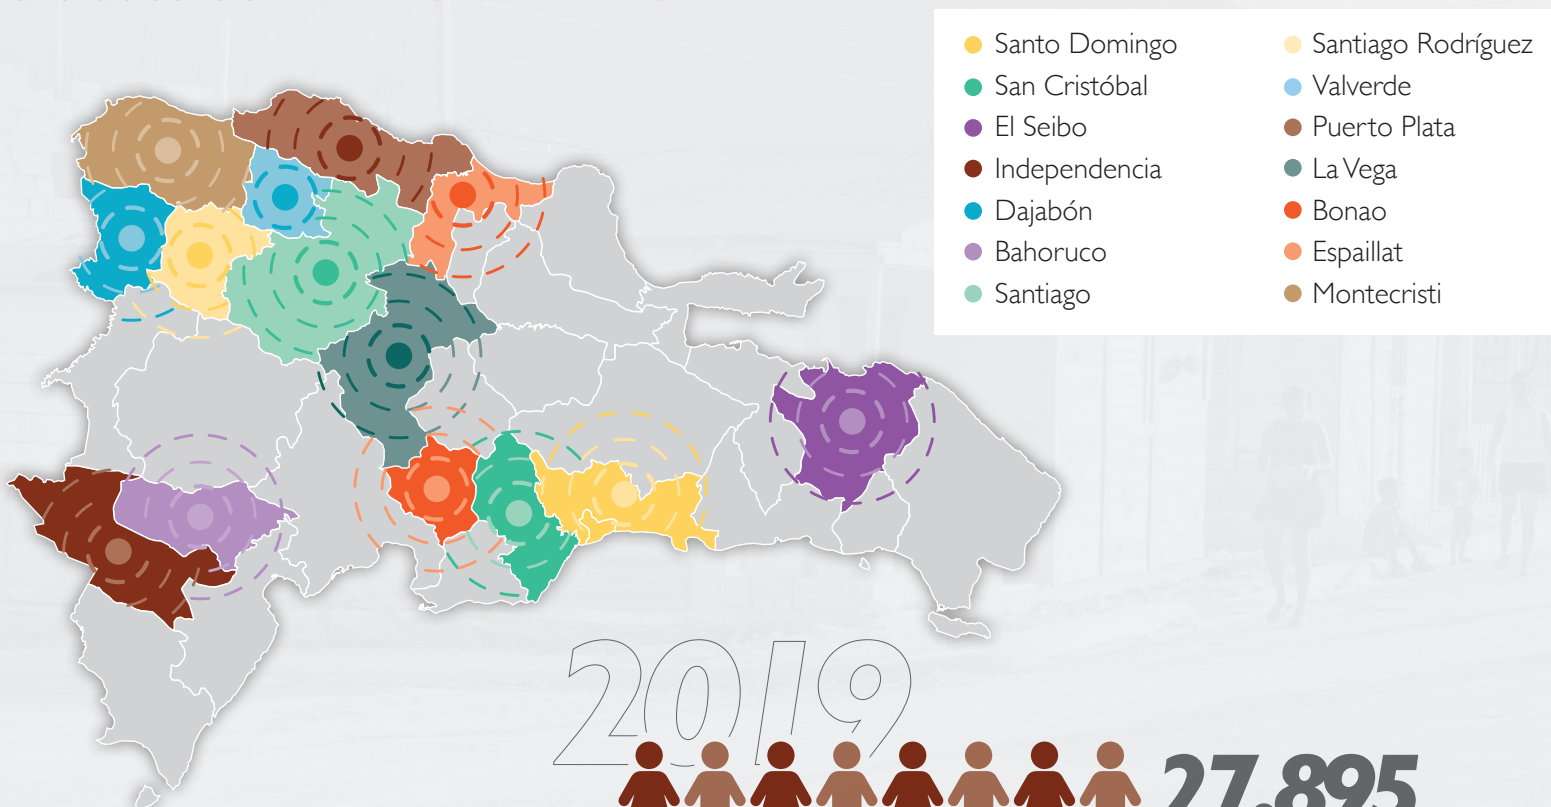 Santo Domingo
San Cristóbal
El Seibo
Independencia
Dajabón
Bahoruco
Santiago
Santiago Rodríguez
Valverde
Puerto Plata
La Vega
Bonao
Espaillat
Montecristi
2019
27.895